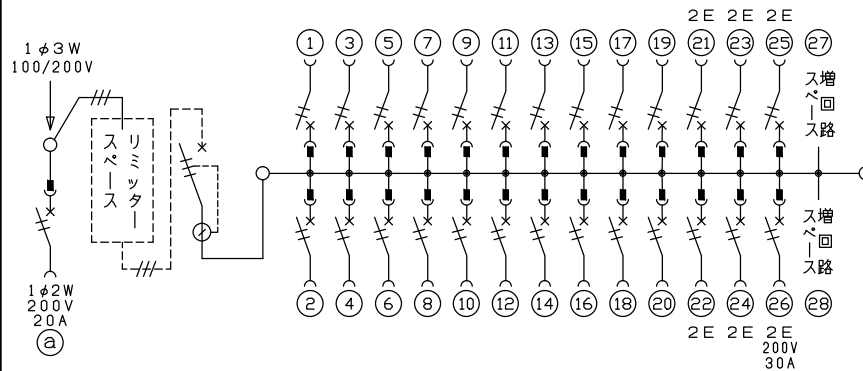 2E 2E 2E
1 3 5 7 9 11 13 15 17 19 21 23 25 27
1φ3W
100/200V
増回路
スペース
リミッター
スペース
増回路
スペース
1φ2W
200V
20A
a
2 4 6 8 10 12 14 16 18 20 22 24 26 28
2E 2E 2E
200V
30A